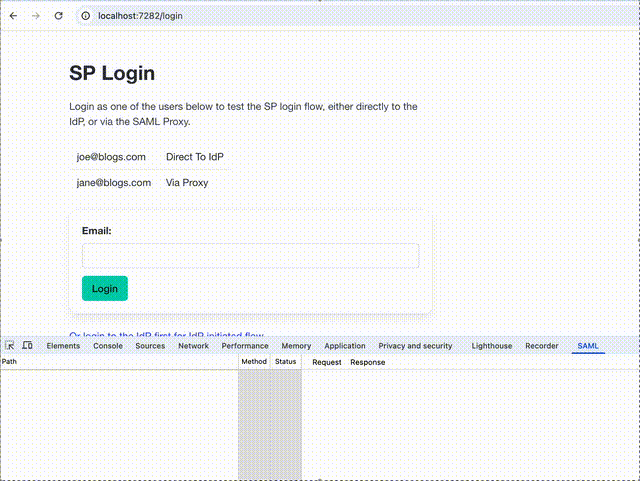 localhost:7282/login
SP Login
Login as one of the users below to test the SP login flow, either directly to the
IdP, or via the SAML Proxy.
joe@blogs.com Direct To IdP
jane@blogs.com Via Proxy
Email:
Login
Or login to the IdP first for IdP initiated flow
Elements Console Sources Network Performance Memory Application Privacy and security Lighthouse Recorder SAML
Path Method Status Request Response